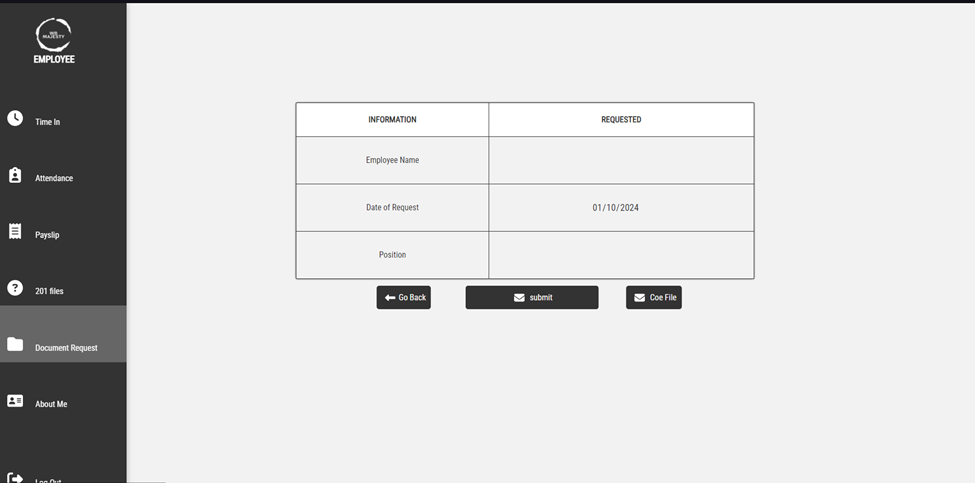 WB
MAJESTY
EMPLOYEE
Time In
Attendance
Payslip
201 files
Document Request
About Me
Log Out
INFORMATION REQUESTED
Employee Name
Date of Request 01/10/2024
Position
Go Back submit Coe File